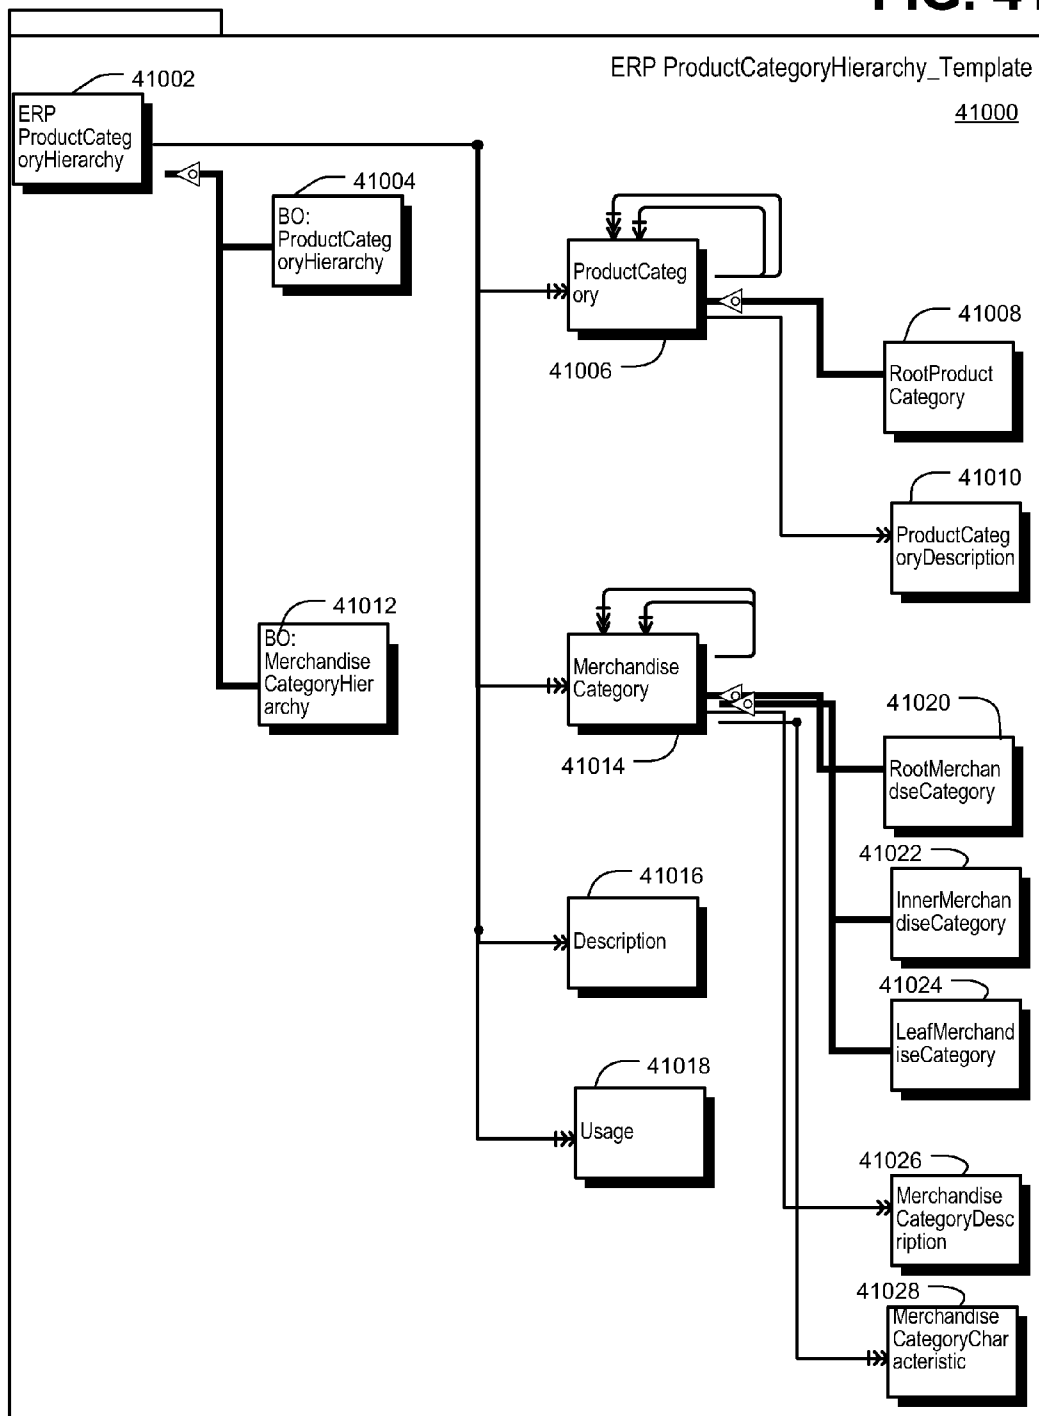 FIG. 41
ERP ProductCategoryHierarchy_Template
41000
41002
ERP
ProductCateg
oryHierarchy
41004
BO:
ProductCateg
oryHierarchy
ProductCateg
ory
41006
41008
RootProduct
Category
41010
ProductCateg
oryDescription
41012
BO:
Merchandise
CategoryHier
archy
Merchandise
Category
41014
41020
RootMerchan
dseCategory
41022
InnerMerchan
diseCategory
41016
Description
41024
LeafMerchand
iseCategory
41018
Usage
41026
Merchandise
CategoryDesc
ription
41028
Merchandise
CategoryChar
acteristic